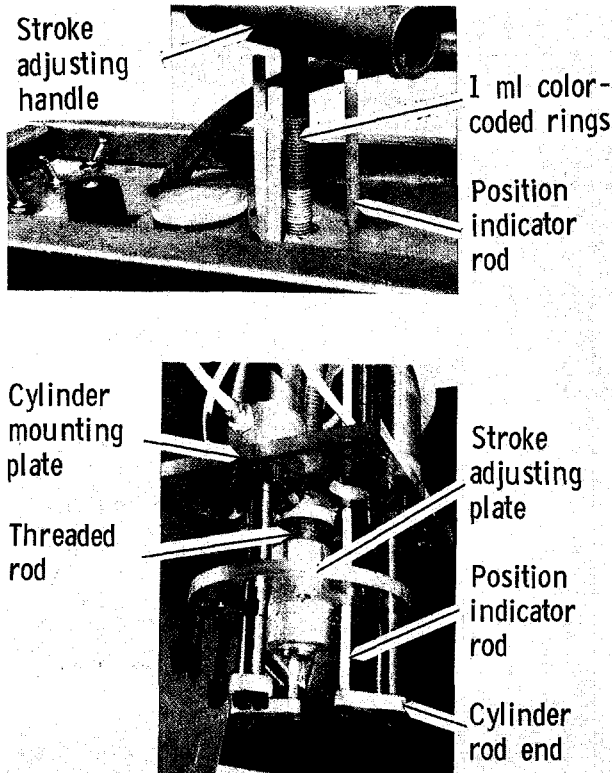 Stroke
adjusting
handle
1 ml color-
coded rings
Position
indicator
rod
Cylinder
mounting
plate
Threaded
rod
Stroke
adjusting
plate
Position
indicator
rod
Cylinder
rod end